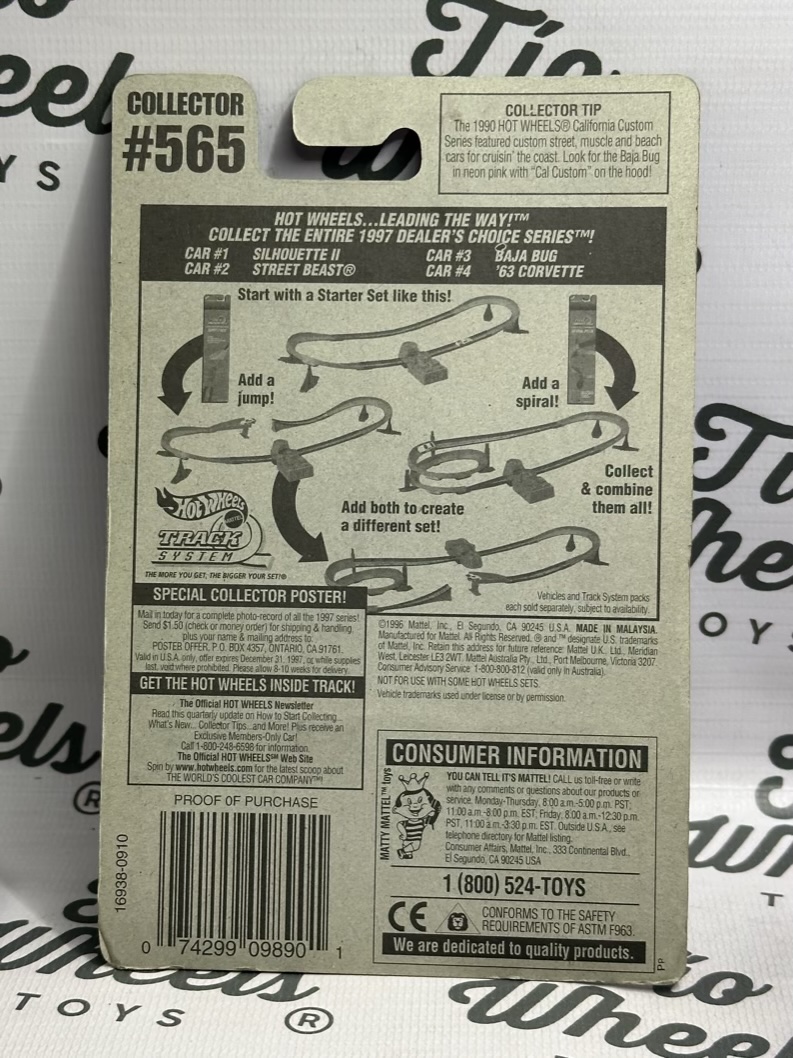 COLLECTOR
#565
COLLECTOR TIP
The 1990 HOT WHEELS® California Custom
Series featured custom street, muscle and beach
cars for cruisin' the coast. Look for the Baja Bug
in neon pink with "Cal Custom" on the hood!
HOT WHEELS...LEADING THE WAY!™
COLLECT THE ENTIRE 1997 DEALER'S CHOICE SERIES™!
CAR #1 SILHOUETTE II CAR #3 BAJA BUG
CAR #2 STREET BEAST® CAR #4 '63 CORVETTE
Start with a Starter Set like this!
Add a
jump!
Add a
spiral!
Collect
& combine
them all!
Add both to create
a different set!
Hot Wheels
MATTEL
TRACK
SYSTEM
THE MORE YOU GET, THE BIGGER YOUR SET!®
Vehicles and Track System packs
each sold separately, subject to availability.
SPECIAL COLLECTOR POSTER!
Mail in today for a complete photo-record of all the 1997 series!
Send $1.50 (check or money order) for shipping & handling,
plus your name & mailing address to:
POSTER OFFER, P.O. BOX 4357, ONTARIO, CA 91761.
Valid in U.S.A. only, offer expires December 31, 1997, or while supplies
last, void where prohibited. Please allow 8-10 weeks for delivery.
GET THE HOT WHEELS INSIDE TRACK!
The Official HOT WHEELS Newsletter
Read this quarterly update on How to Start Collecting...
What's New... Collector Tips...and More! Plus receive an
Exclusive Members-Only Car!
Call 1-800-248-6598 for information.
The Official HOT WHEELS℠ Web Site
Spin by www.hotwheels.com for the latest scoop about
THE WORLD'S COOLEST CAR COMPANY™!
©1996 Mattel, Inc., El Segundo, CA 90245 U.S.A. MADE IN MALAYSIA.
Manufactured for Mattel. All Rights Reserved. ® and ™ designate U.S. trademarks
of Mattel, Inc. Retain this address for future reference: Mattel U.K. Ltd., Meridian
West, Leicester LE3 2WT. Mattel Australia Pty., Ltd., Port Melbourne, Victoria 3207.
Consumer Advisory Service: 1-800-800-812 (valid only in Australia).
NOT FOR USE WITH SOME HOT WHEELS SETS.
Vehicle trademarks used under license or by permission.
PROOF OF PURCHASE
16938-0910
0 74299 09890 1
CONSUMER INFORMATION
MATTY MATTEL™ toys
YOU CAN TELL IT'S MATTEL! CALL us toll-free or write
with any comments or questions about our products or
service, Monday-Thursday, 8:00 a.m.-5:00 p.m. PST,
11:00 a.m.-8:00 p.m. EST; Friday, 8:00 a.m.-12:30 p.m.
PST, 11:00 a.m.-3:30 p.m. EST. Outside U.S.A., see
telephone directory for Mattel listing.
Consumer Affairs, Mattel, Inc., 333 Continental Blvd.,
El Segundo, CA 90245 USA
1 (800) 524-TOYS
CE
CONFORMS TO THE SAFETY
REQUIREMENTS OF ASTM F963.
We are dedicated to quality products.
PP
Tío
Wheels
TOYS ®